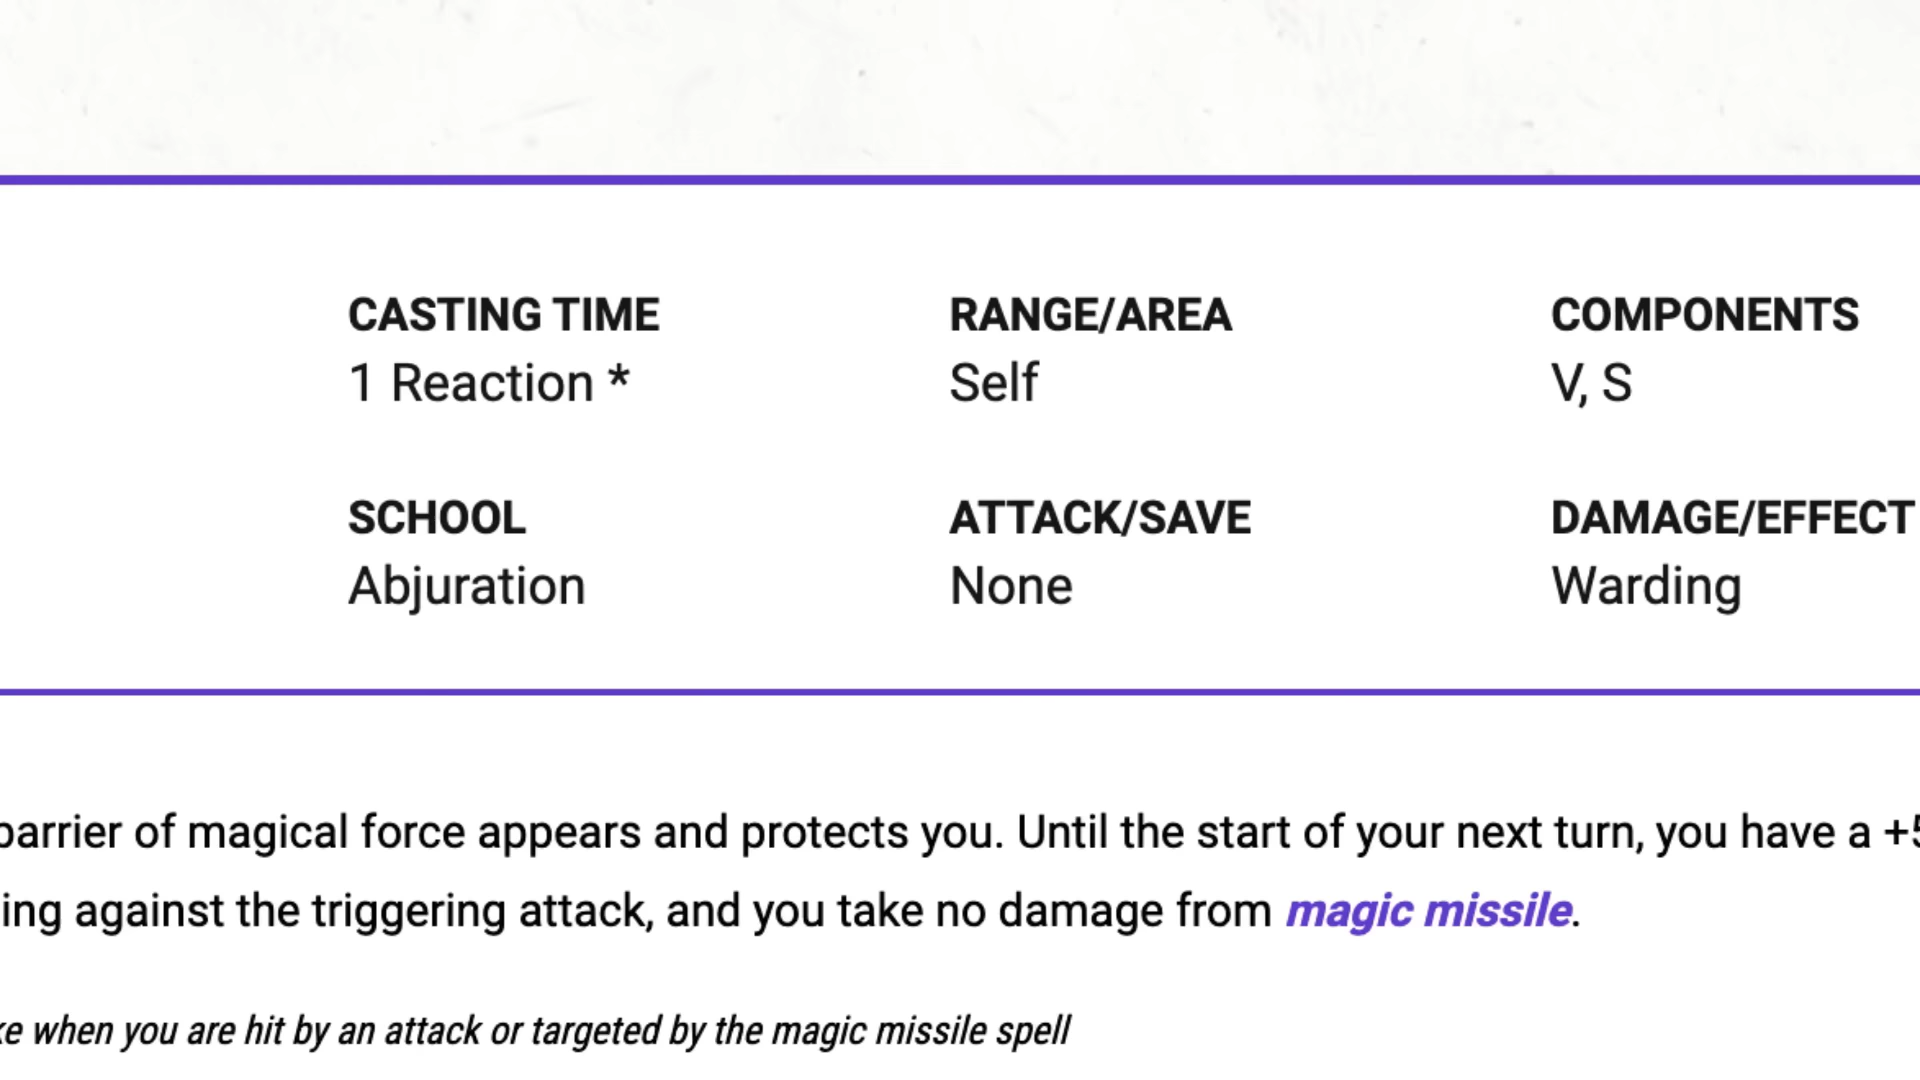 CASTING TIME RANGE/AREA COMPONENTS
1 Reaction * Self V, S
SCHOOL ATTACK/SAVE DAMAGE/EFFECT
Abjuration None Warding
barrier of magical force appears and protects you. Until the start of your next turn, you have a +5
ing against the triggering attack, and you take no damage from magic missile.
ke when you are hit by an attack or targeted by the magic missile spell